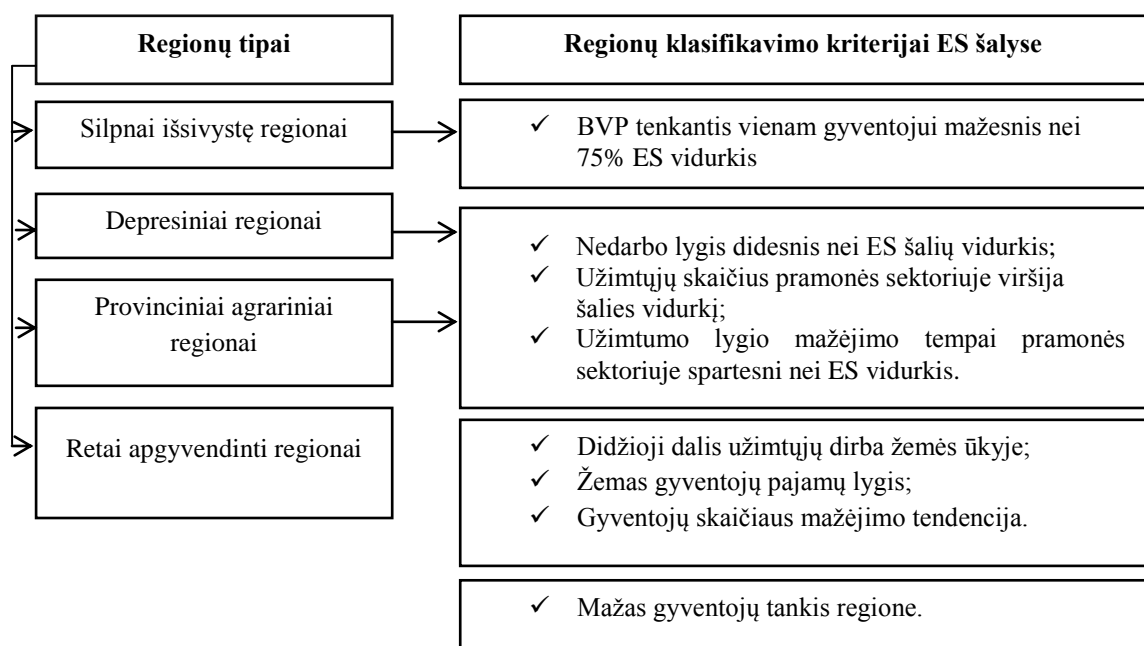 Regionų tipai
Regionų klasifikavimo kriterijai ES šalyse
Silpnai išsivystę regionai
✓ BVP tenkantis vienam gyventojui mažesnis nei
75% ES vidurkis
Depresiniai regionai
✓ Nedarbo lygis didesnis nei ES šalių vidurkis;
✓ Užimtųjų skaičius pramonės sektoriuje viršija
šalies vidurkį;
✓ Užimtumo lygio mažėjimo tempai pramonės
sektoriuje spartesni nei ES vidurkis.
Provinciniai agrariniai
regionai
Retai apgyvendinti regionai
✓ Didžioji dalis užimtųjų dirba žemės ūkyje;
✓ Žemas gyventojų pajamų lygis;
✓ Gyventojų skaičiaus mažėjimo tendencija.
✓ Mažas gyventojų tankis regione.